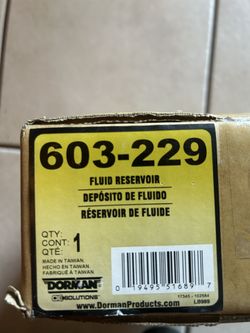 603-229
FLUID RESERVOIR
DEPÓSITO DE FLUIDO
RÉSERVOIR DE FLUIDE
QTY:
CONT: 1
QTÉ:
MADE IN TAIWAN,
HECHO EN TAIWAN,
FABRIQUÉ À TAIWAN
DORMAN
OE SOLUTIONS
0 19495 51689 7
www.DormanProducts.com